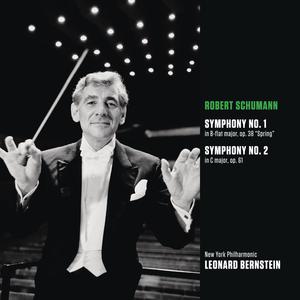 ROBERT SCHUMANN
SYMPHONY NO. 1
in B-flat major, op. 38 "Spring"
SYMPHONY NO. 2
in C major, op. 61
New York Philharmonic
LEONARD BERNSTEIN